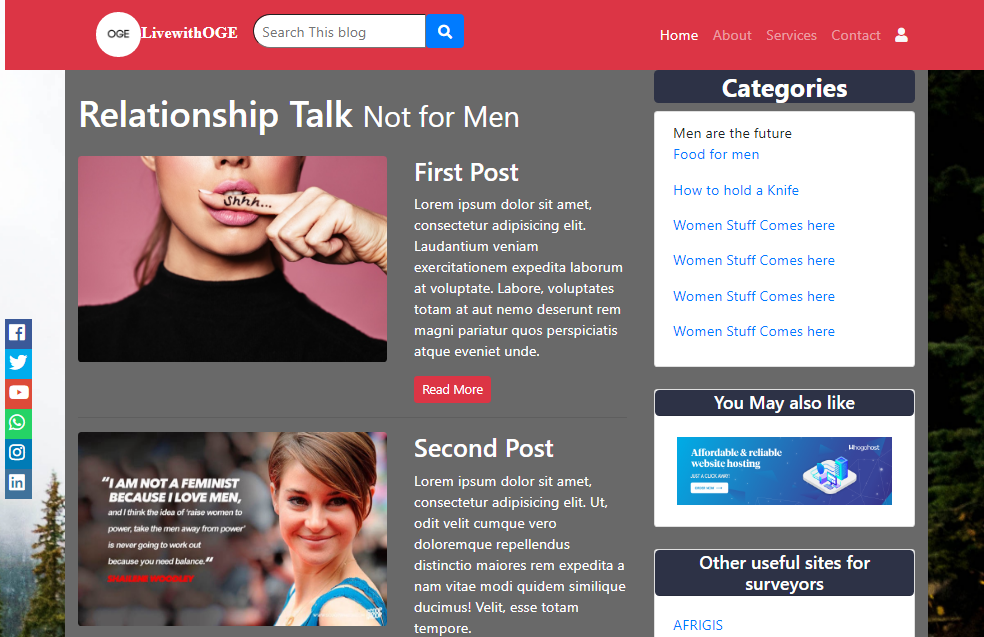 OGE
LivewithOGE
Search This blog
Home About Services Contact
Relationship Talk Not for Men
Shhh...
First Post
Lorem ipsum dolor sit amet,
consectetur adipisicing elit.
Laudantium veniam
exercitationem expedita laborum
at voluptate. Labore, voluptates
totam at aut nemo deserunt rem
magni pariatur quos perspiciatis
atque eveniet unde.
Read More
“I AM NOT A FEMINIST
BECAUSE I LOVE MEN,
and I think the idea of ‘raise women to
power, take the men away from power’
is never going to work out
because you need balance.”
SHAILENE WOODLEY
Second Post
Lorem ipsum dolor sit amet,
consectetur adipisicing elit. Ut,
odit velit cumque vero
doloremque repellendus
distinctio maiores rem expedita a
nam vitae modi quidem similique
ducimus! Velit, esse totam
tempore.
Categories
Men are the future
Food for men
How to hold a Knife
Women Stuff Comes here
Women Stuff Comes here
Women Stuff Comes here
Women Stuff Comes here
You May also like
Affordable & reliable
website hosting
JUST A CLICK AWAY!
Whogohost
Other useful sites for
surveyors
AFRIGIS